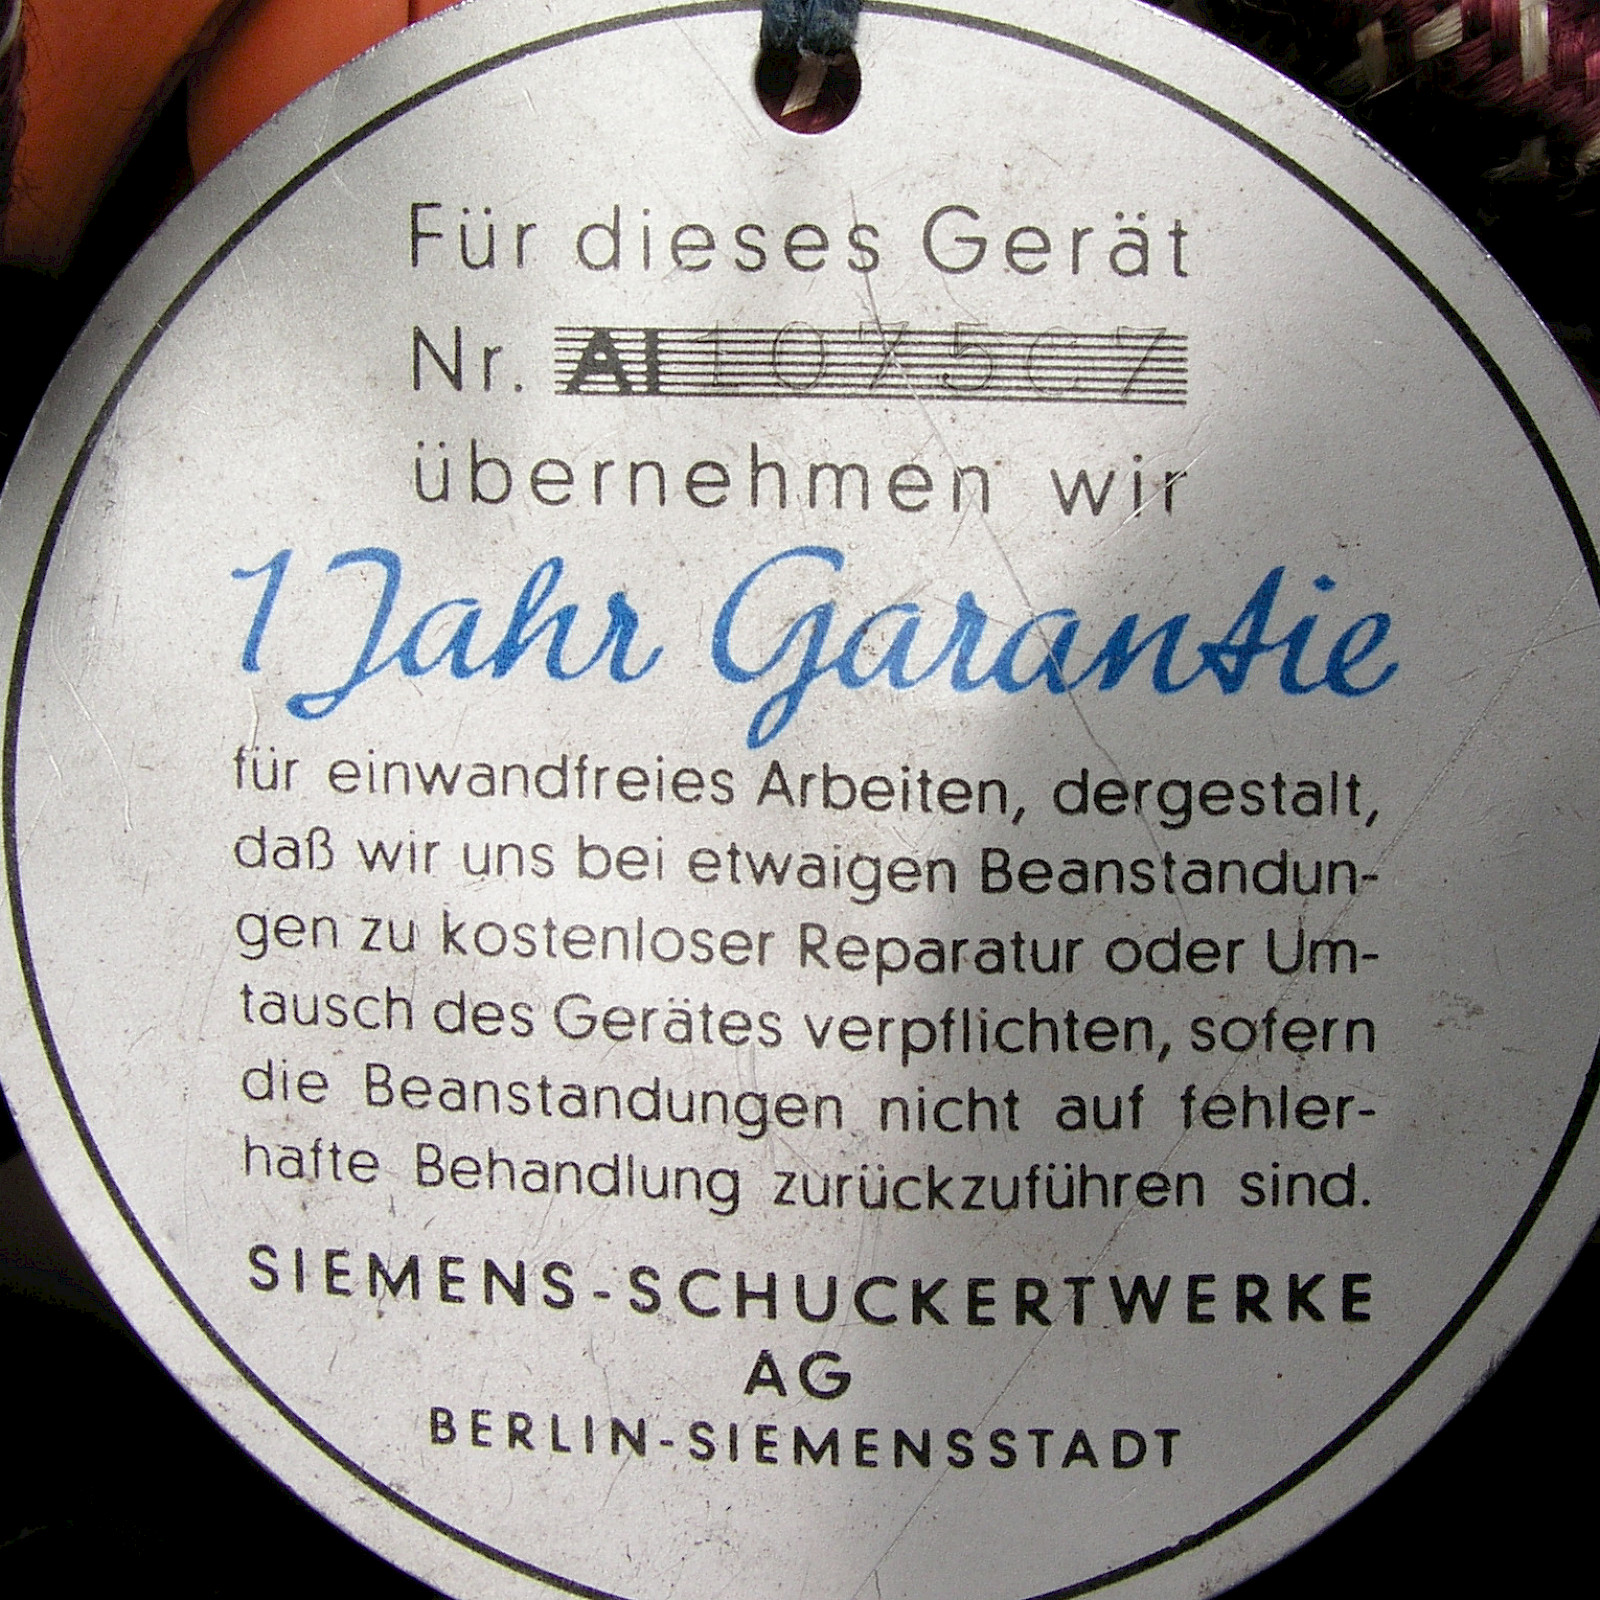 Für dieses Gerät
Nr. AI
übernehmen wir
1 Jahr Garantie
für einwandfreies Arbeiten, dergestalt,
daß wir uns bei etwaigen Beanstandun-
gen zu kostenloser Reparatur oder Um-
tausch des Gerätes verpflichten, sofern
die Beanstandungen nicht auf fehler-
hafte Behandlung zurückzuführen sind.
SIEMENS-SCHUCKERTWERKE
AG
BERLIN-SIEMENSSTADT